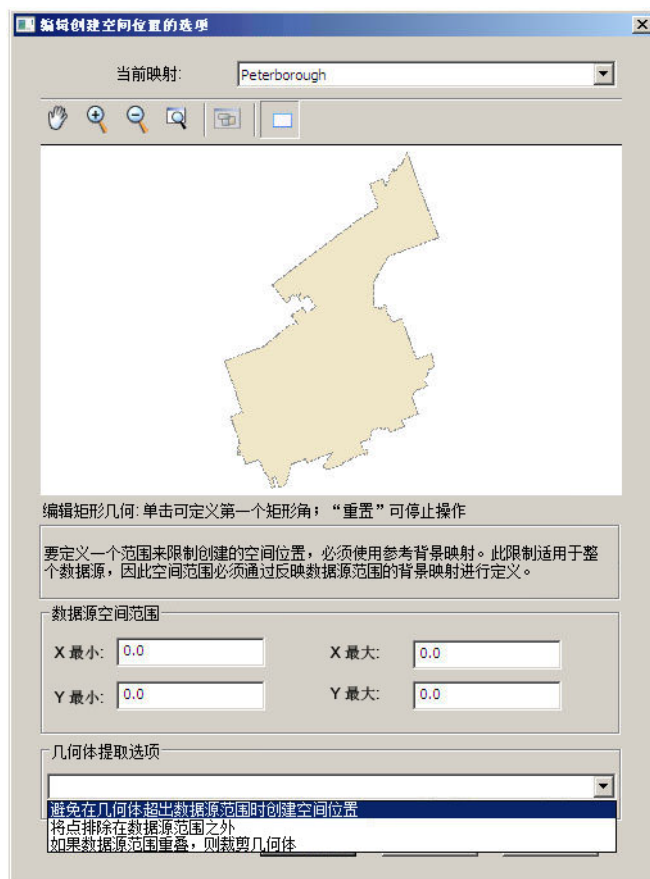 编辑创建空间位置的选项
当前映射: Peterborough
编辑矩形几何: 单击可定义第一个矩形角；“重置”可停止操作
要定义一个范围来限制创建的空间位置，必须使用参考背景映射。此限制适用于整
个数据源，因此空间范围必须通过反映数据源范围的背景映射进行定义。
数据源空间范围
X 最小: 0.0 X 最大: 0.0
Y 最小: 0.0 Y 最大: 0.0
几何体提取选项
避免在几何体超出数据源范围时创建空间位置
将点排除在数据源范围之外
如果数据源范围重叠，则裁剪几何体